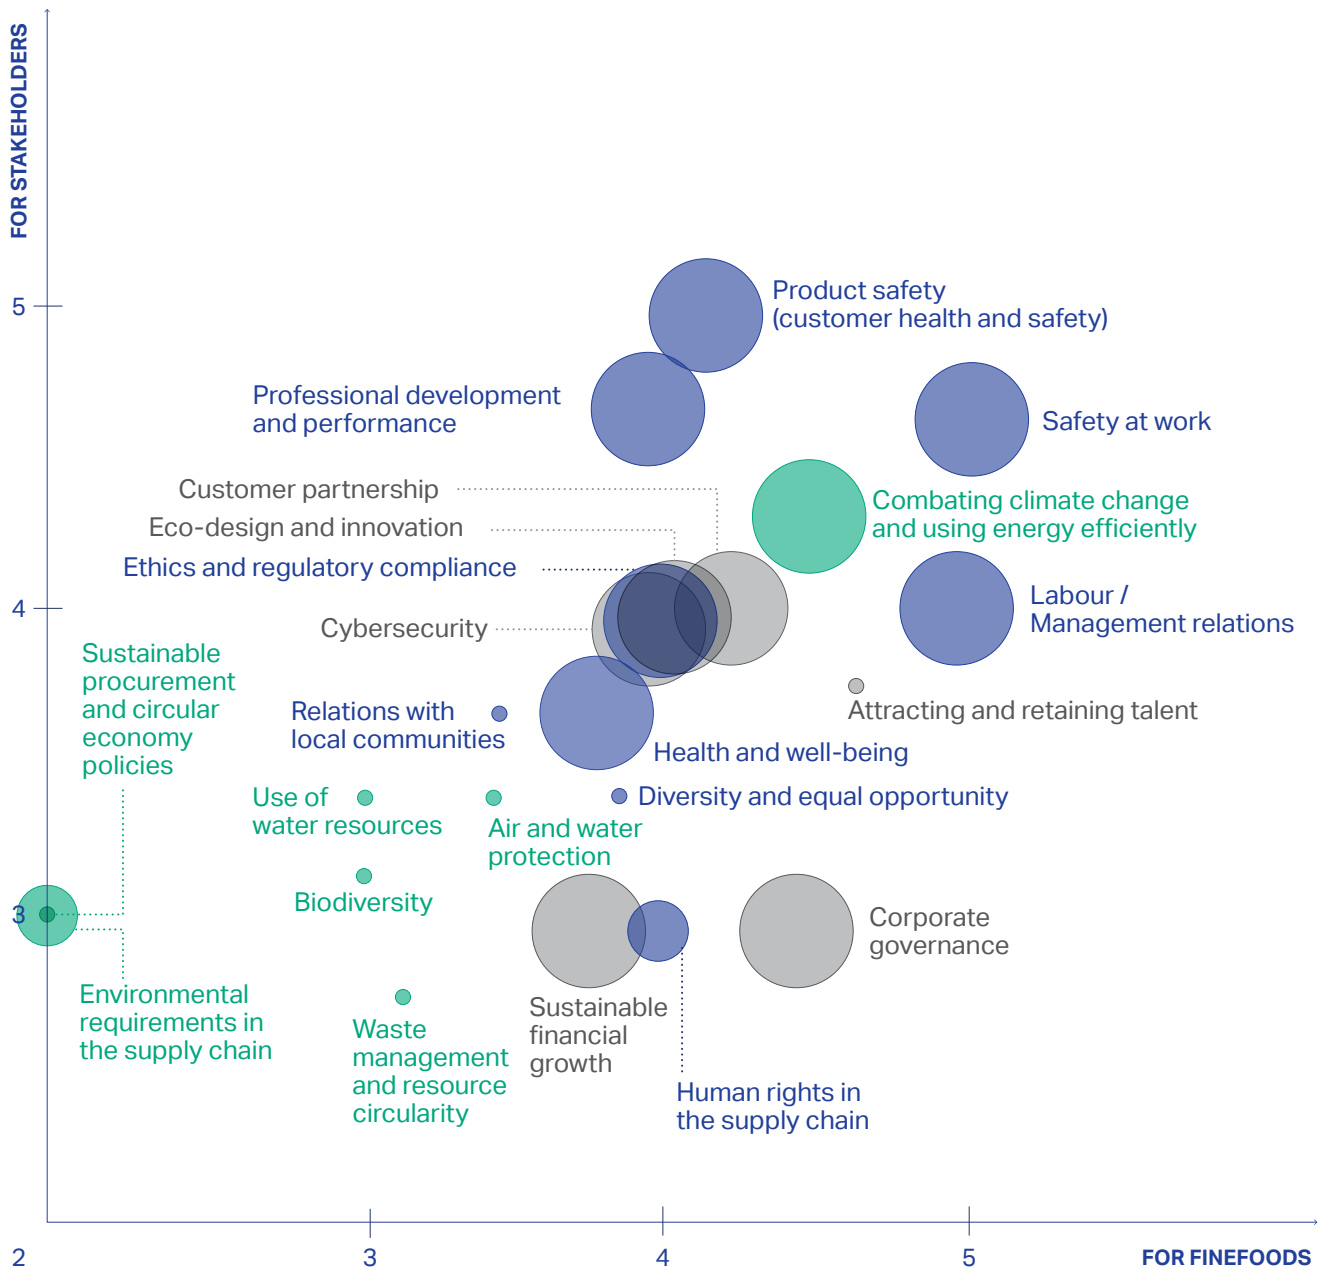 FOR STAKEHOLDERS
5
Product safety
(customer health and safety)
Professional development
and performance
Safety at work
Customer partnership
Combating climate change
and using energy efficiently
Eco-design and innovation
Ethics and regulatory compliance
4
Labour /
Management relations
Cybersecurity
Sustainable
procurement
and circular
economy
policies
Relations with
local communities
Attracting and retaining talent
Health and well-being
Use of
water resources
Diversity and equal opportunity
Air and water
protection
Biodiversity
3
Corporate
governance
Environmental
requirements in
the supply chain
Sustainable
financial
growth
Waste
management
and resource
circularity
Human rights in
the supply chain
2
3
4
5
FOR FINEFOODS